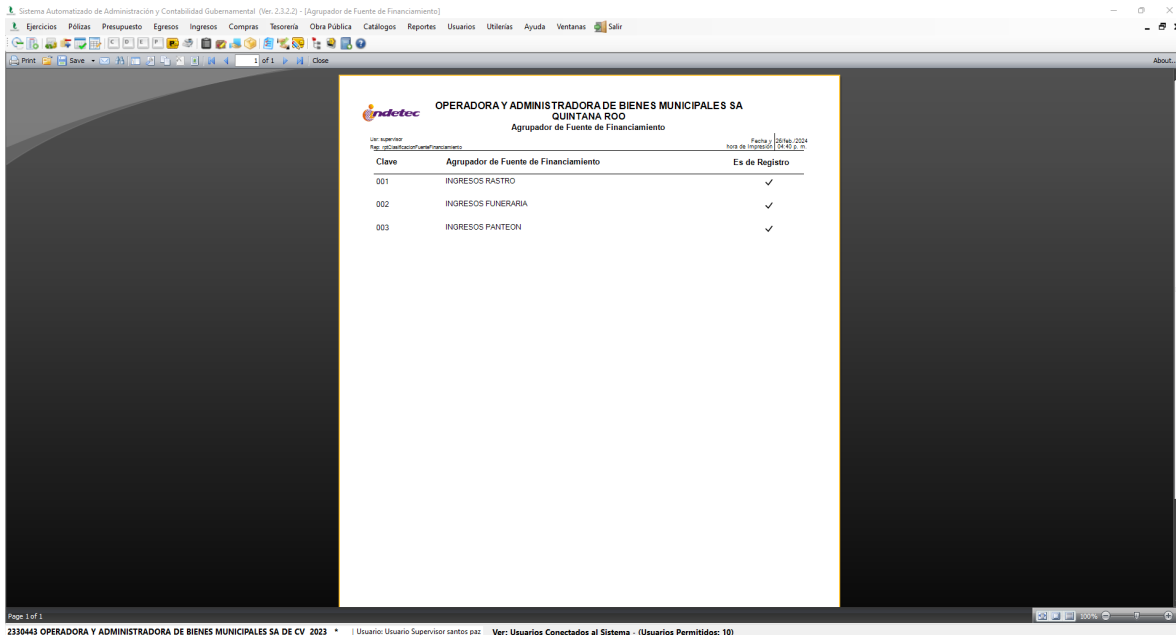 Sistema Automatizado de Administración y Contabilidad Gubernamental (Ver. 2.3.2.2) - [Agrupador de Fuente de Financiamiento]
Ejercicios Pólizas Presupuesto Egresos Ingresos Compras Tesorería Obra Pública Catálogos Reportes Usuarios Utilerías Ayuda Ventanas Salir
C D E P P
Print Save 1 of 1 Close About...
indetec
OPERADORA Y ADMINISTRADORA DE BIENES MUNICIPALES SA
QUINTANA ROO
Agrupador de Fuente de Financiamiento
Usr: supervisor
Rep: rptClasificacionFuenteFinanciamiento
Fecha y 26/feb./2024
hora de Impresión 04:40 p. m.
Clave Agrupador de Fuente de Financiamiento Es de Registro
001 INGRESOS RASTRO ✓
002 INGRESOS FUNERARIA ✓
003 INGRESOS PANTEON ✓
Page 1 of 1 100%
2330443 OPERADORA Y ADMINISTRADORA DE BIENES MUNICIPALES SA DE CV 2023 * | Usuario: Usuario Supervisor santos paz Ver: Usuarios Conectados al Sistema - (Usuarios Permitidos: 10)